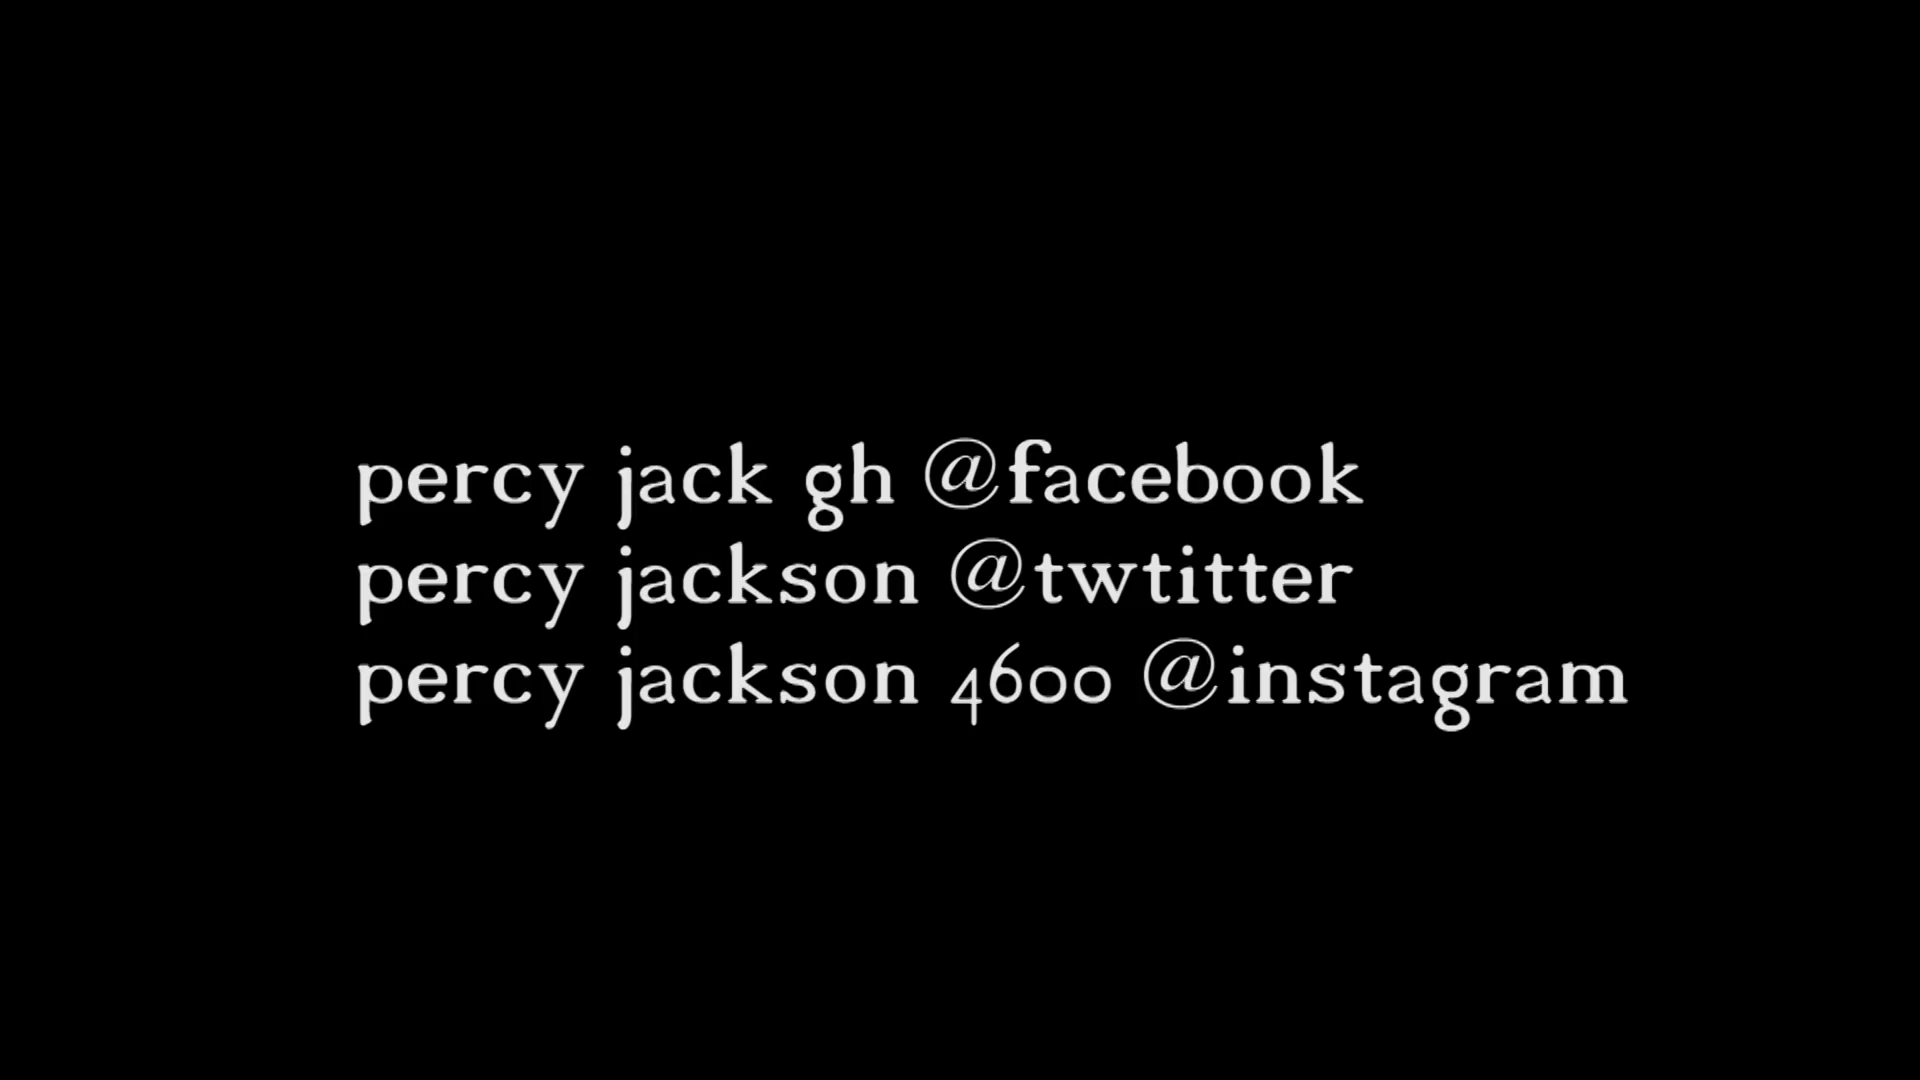 percy jack gh @facebook
percy jackson @twtitter
percy jackson 4600 @instagram